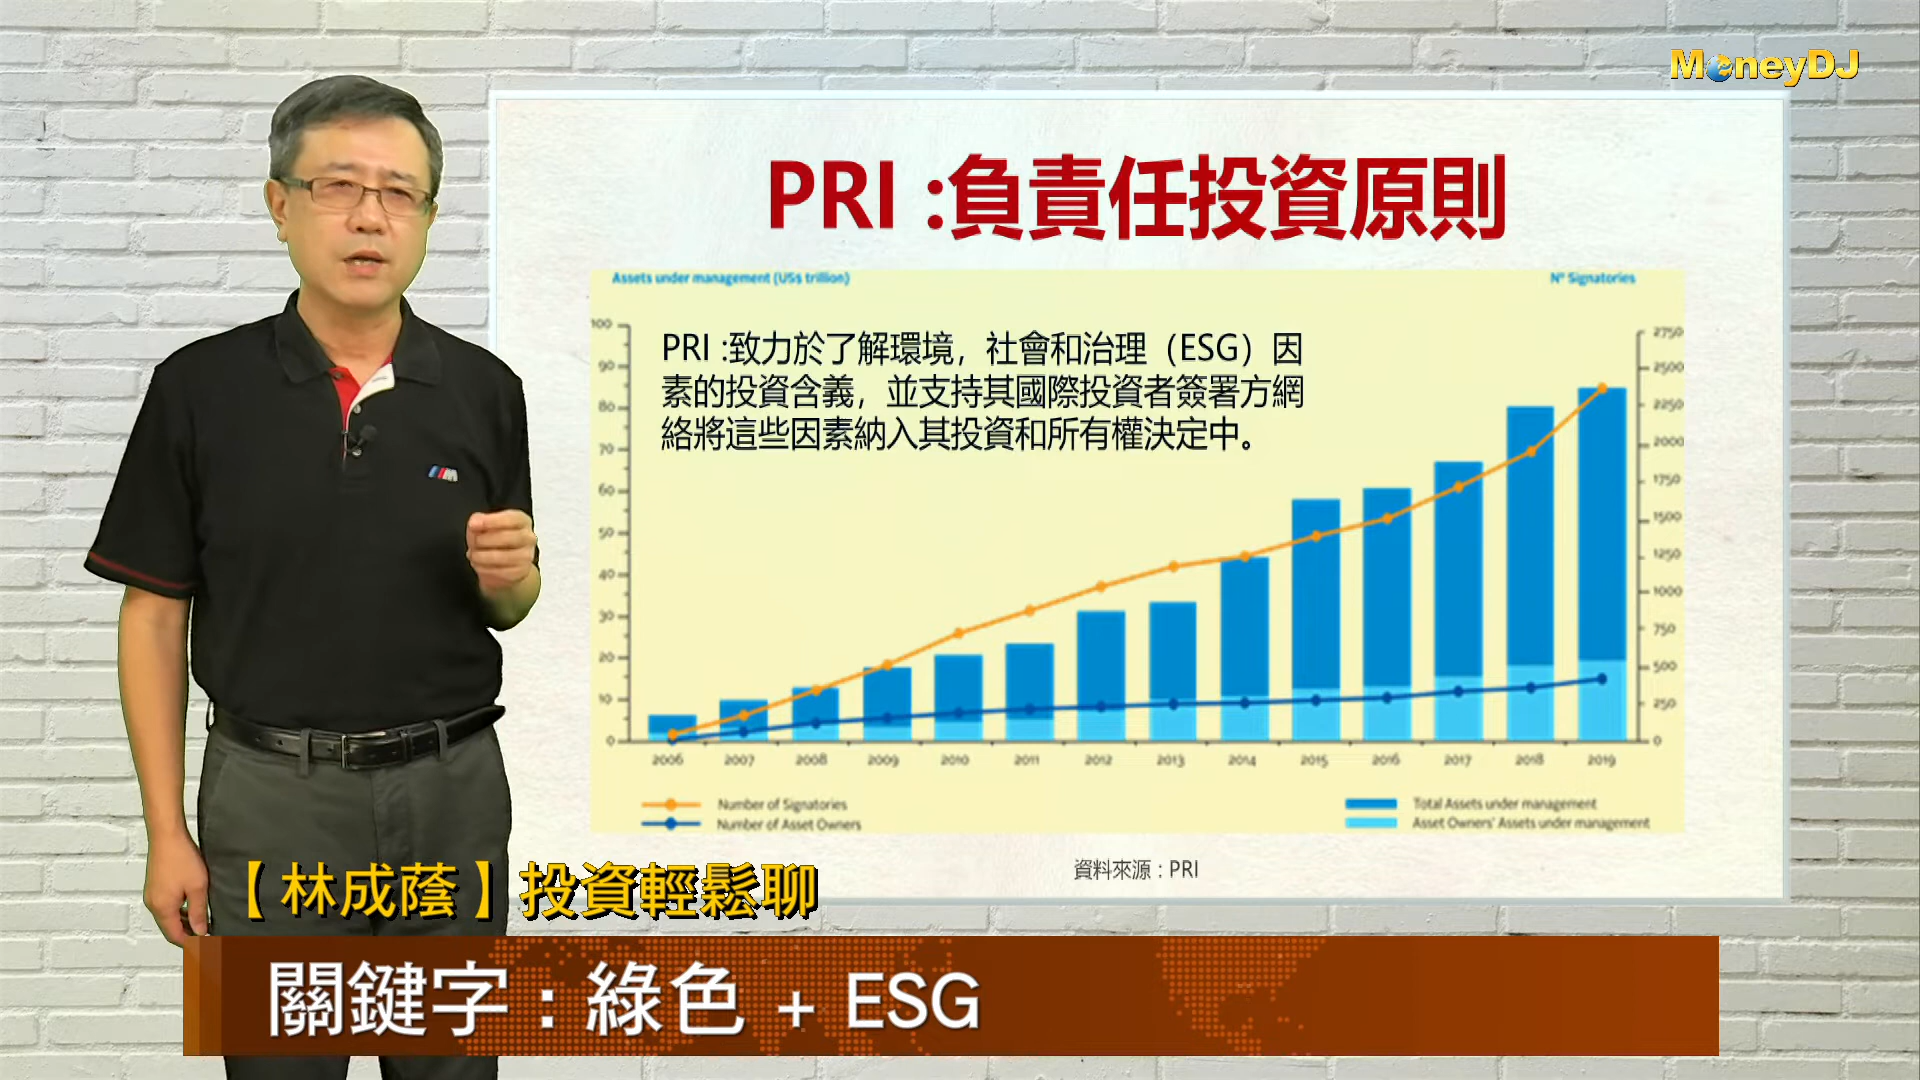 MoneyDJ
PRI :負責任投資原則
Assets under management (US$ trillion)
Nº Signatories
PRI :致力於了解環境，社會和治理（ESG）因
素的投資含義，並支持其國際投資者簽署方網
絡將這些因素納入其投資和所有權決定中。
100
90
80
70
60
50
40
30
20
10
0
2750
2500
2250
2000
1750
1500
1250
1000
750
500
250
0
2006 2007 2008 2009 2010 2011 2012 2013 2014 2015 2016 2017 2018 2019
Number of Signatories
Number of Asset Owners
Total Assets under management
Asset Owners' Assets under management
資料來源 : PRI
【林成蔭】投資輕鬆聊
關鍵字：綠色 + ESG